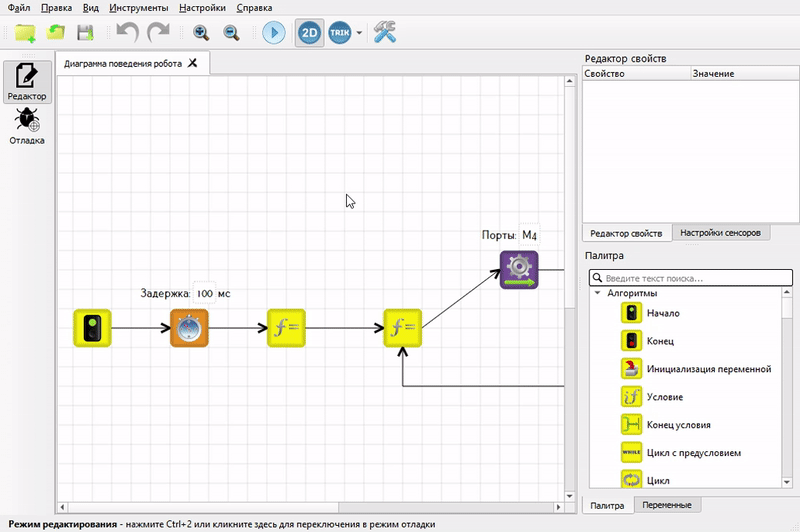 Файл Правка Вид Инструменты Настройки Справка
2D TRIK
Диаграмма поведения робота
Редактор
Отладка
Порты: M4
Задержка: 100 мс
f= f=
Редактор свойств
Свойство Значение
Редактор свойств Настройки сенсоров
Палитра
Введите текст поиска...
Алгоритмы
Начало
Конец
Инициализация переменной
if Условие
Конец условия
WHILE Цикл с предусловием
Цикл
Палитра Переменные
Режим редактирования - нажмите Ctrl+2 или кликните здесь для переключения в режим отладки